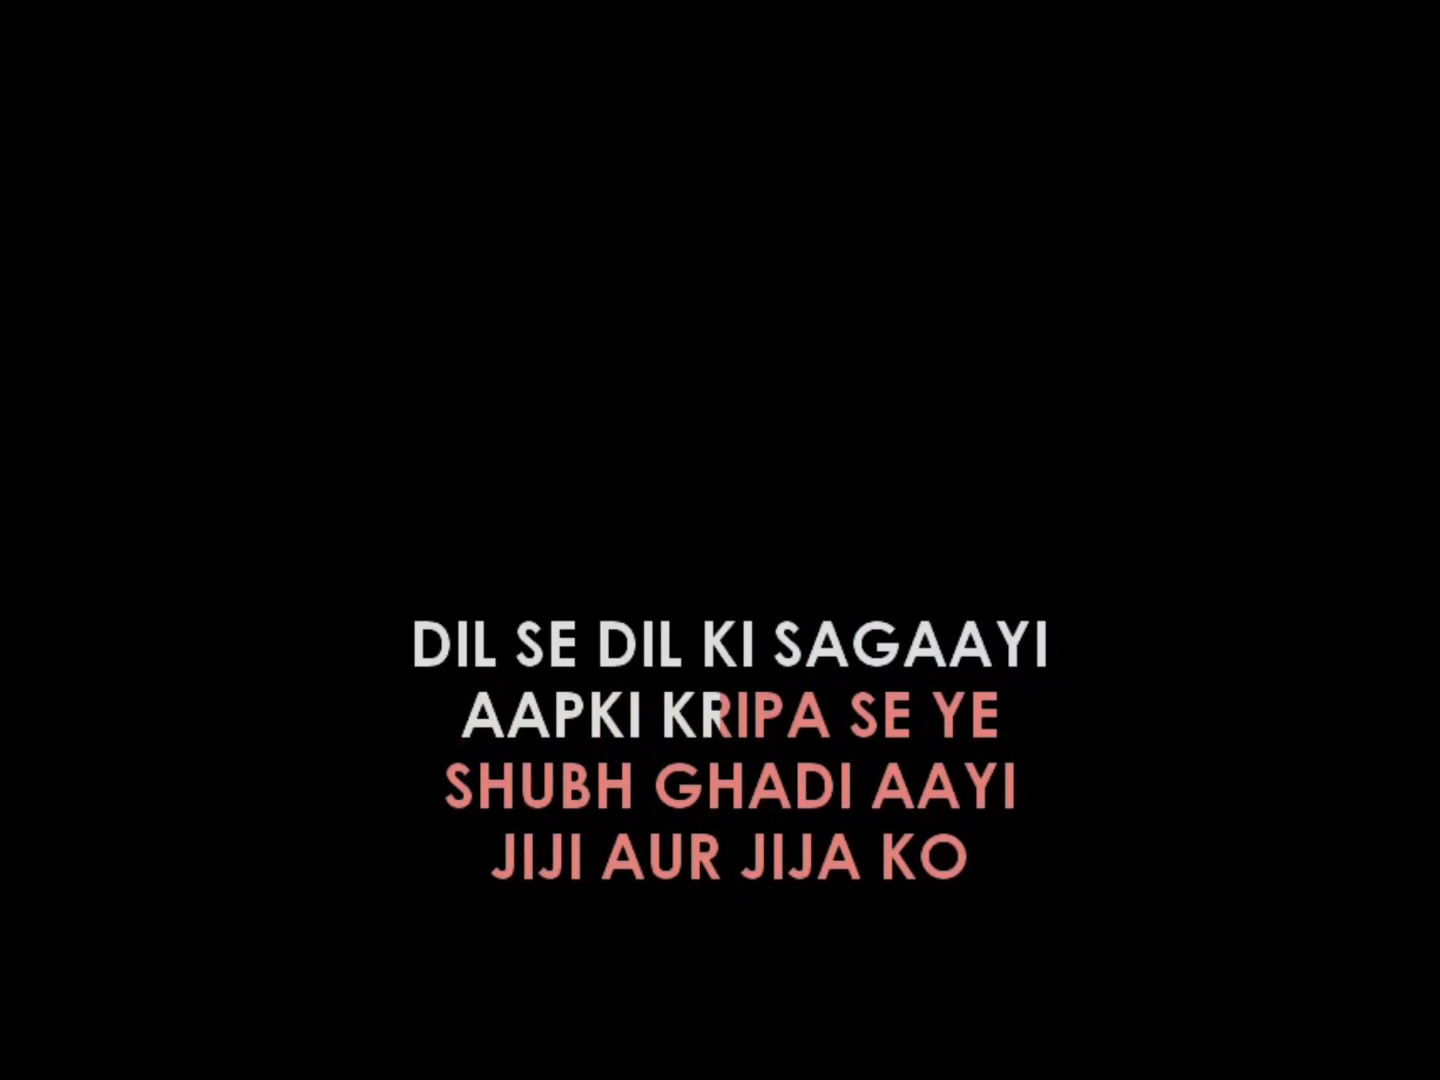 DIL SE DIL KI SAGAAYI
AAPKI KRIPA SE YE
SHUBH GHADI AAYI
JIJI AUR JIJA KO